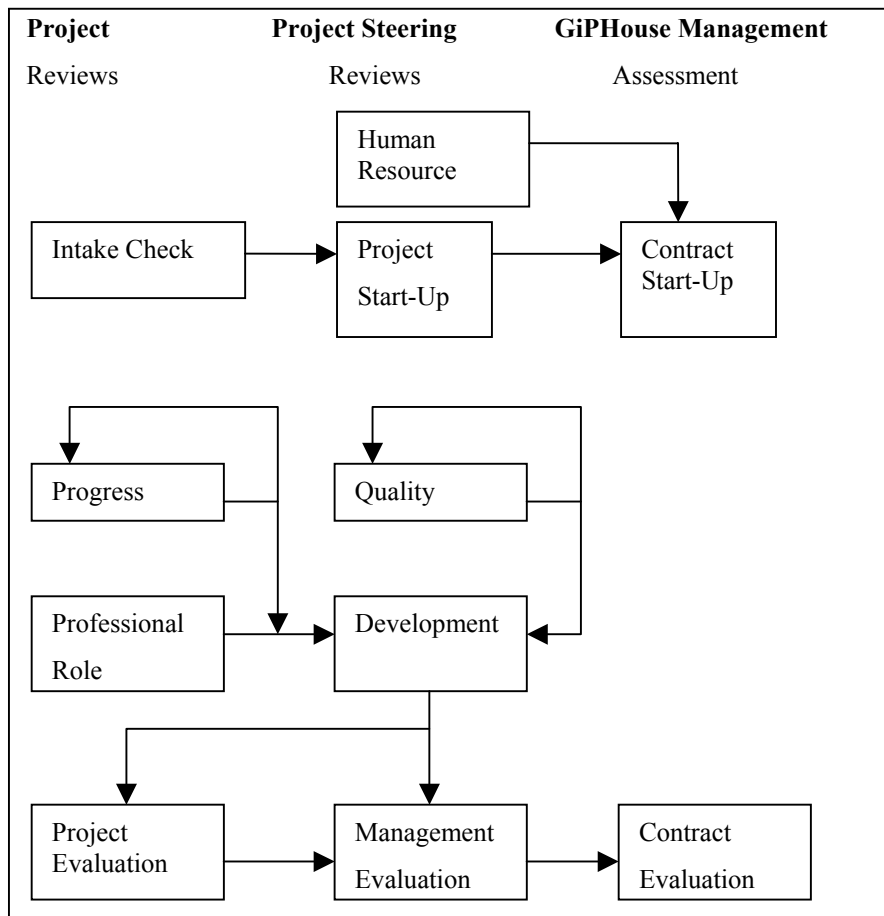 Project Project Steering GiPHouse Management
Reviews Reviews Assessment
Human
Resource
Intake Check
Project
Start-Up
Contract
Start-Up
Progress
Quality
Professional
Role
Development
Project
Evaluation
Management
Evaluation
Contract
Evaluation